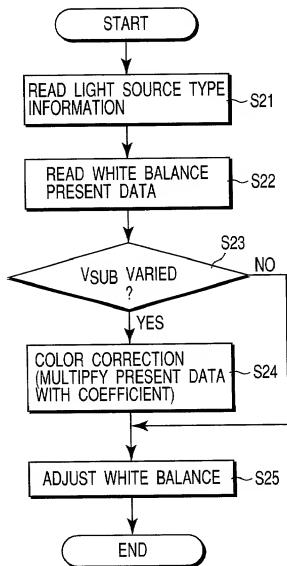 START
READ LIGHT SOURCE TYPE
INFORMATION
S21
READ WHITE BALANCE
PRESENT DATA
S22
S23
VSUB VARIED
?
NO
YES
COLOR CORRECTION
(MULTIPFY PRESENT DATA
WITH COEFFICIENT)
S24
ADJUST WHITE BALANCE
S25
END